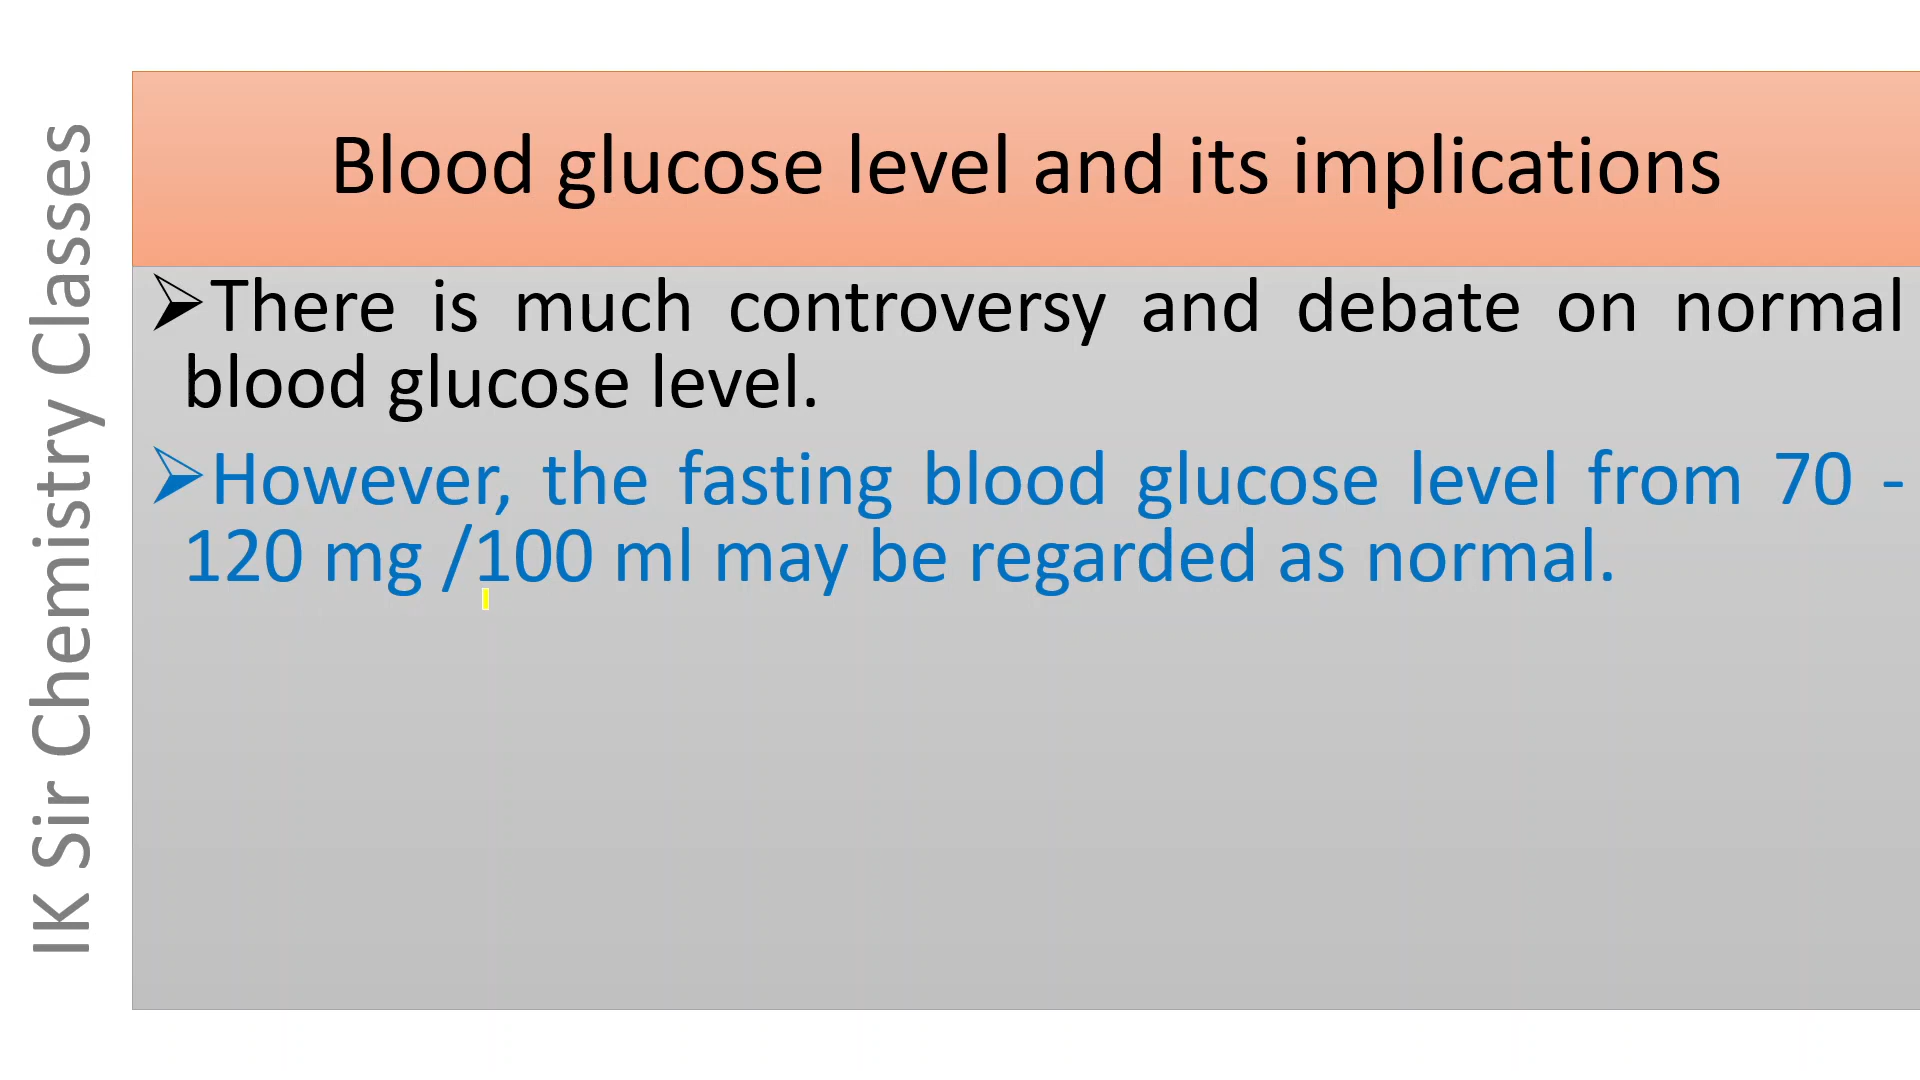 IK Sir Chemistry Classes
Blood glucose level and its implications
➢There is much controversy and debate on normal
blood glucose level.
➢However, the fasting blood glucose level from 70 -
120 mg /100 ml may be regarded as normal.